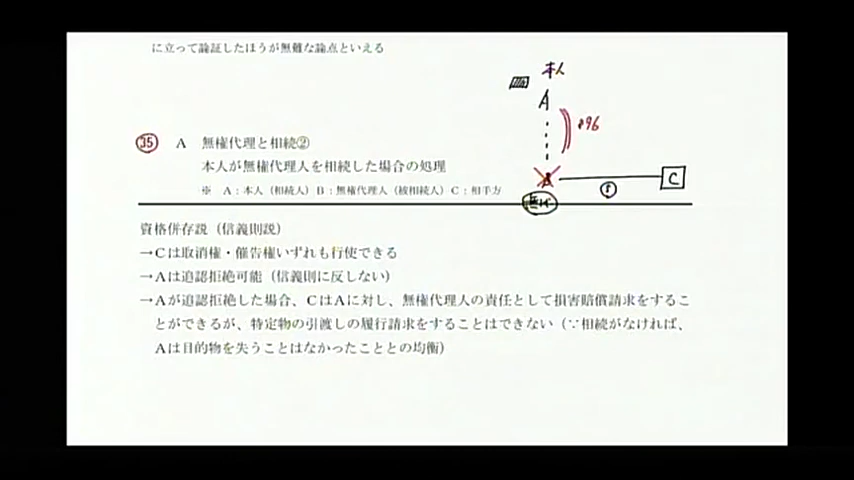 に立って論証したほうが無難な論点といえる
本人
A
896
35 A 無権代理と相続②
本人が無権代理人を相続した場合の処理
※ A：本人（相続人）B：無権代理人（被相続人）C：相手方
C
資格併存説（信義則説）
→Cは取消権・催告権いずれも行使できる
→Aは追認拒絶可能（信義則に反しない）
→Aが追認拒絶した場合、CはAに対し、無権代理人の責任として損害賠償請求をするこ
とができるが、特定物の引渡しの履行請求をすることはできない（∵相続がなければ、
Aは目的物を失うことはなかったこととの均衡）